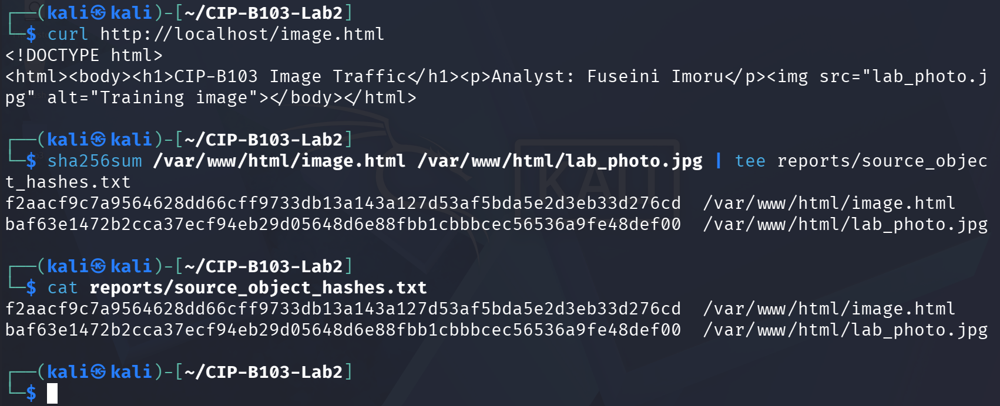 ┌──(kali㉿kali)-[~/CIP-B103-Lab2]
└─$ curl http://localhost/image.html
<!DOCTYPE html>
<html><body><h1>CIP-B103 Image Traffic</h1><p>Analyst: Fuseini Imoru</p><img src="lab_photo.j
pg" alt="Training image"></body></html>

┌──(kali㉿kali)-[~/CIP-B103-Lab2]
└─$ sha256sum /var/www/html/image.html /var/www/html/lab_photo.jpg | tee reports/source_objec
t_hashes.txt
f2aacf9c7a9564628dd66cff9733db13a143a127d53af5bda5e2d3eb33d276cd  /var/www/html/image.html
baf63e1472b2cca37ecf94eb29d05648d6e88fbb1cbbbcec56536a9fe48def00  /var/www/html/lab_photo.jpg

┌──(kali㉿kali)-[~/CIP-B103-Lab2]
└─$ cat reports/source_object_hashes.txt
f2aacf9c7a9564628dd66cff9733db13a143a127d53af5bda5e2d3eb33d276cd  /var/www/html/image.html
baf63e1472b2cca37ecf94eb29d05648d6e88fbb1cbbbcec56536a9fe48def00  /var/www/html/lab_photo.jpg

┌──(kali㉿kali)-[~/CIP-B103-Lab2]
└─$
KALI